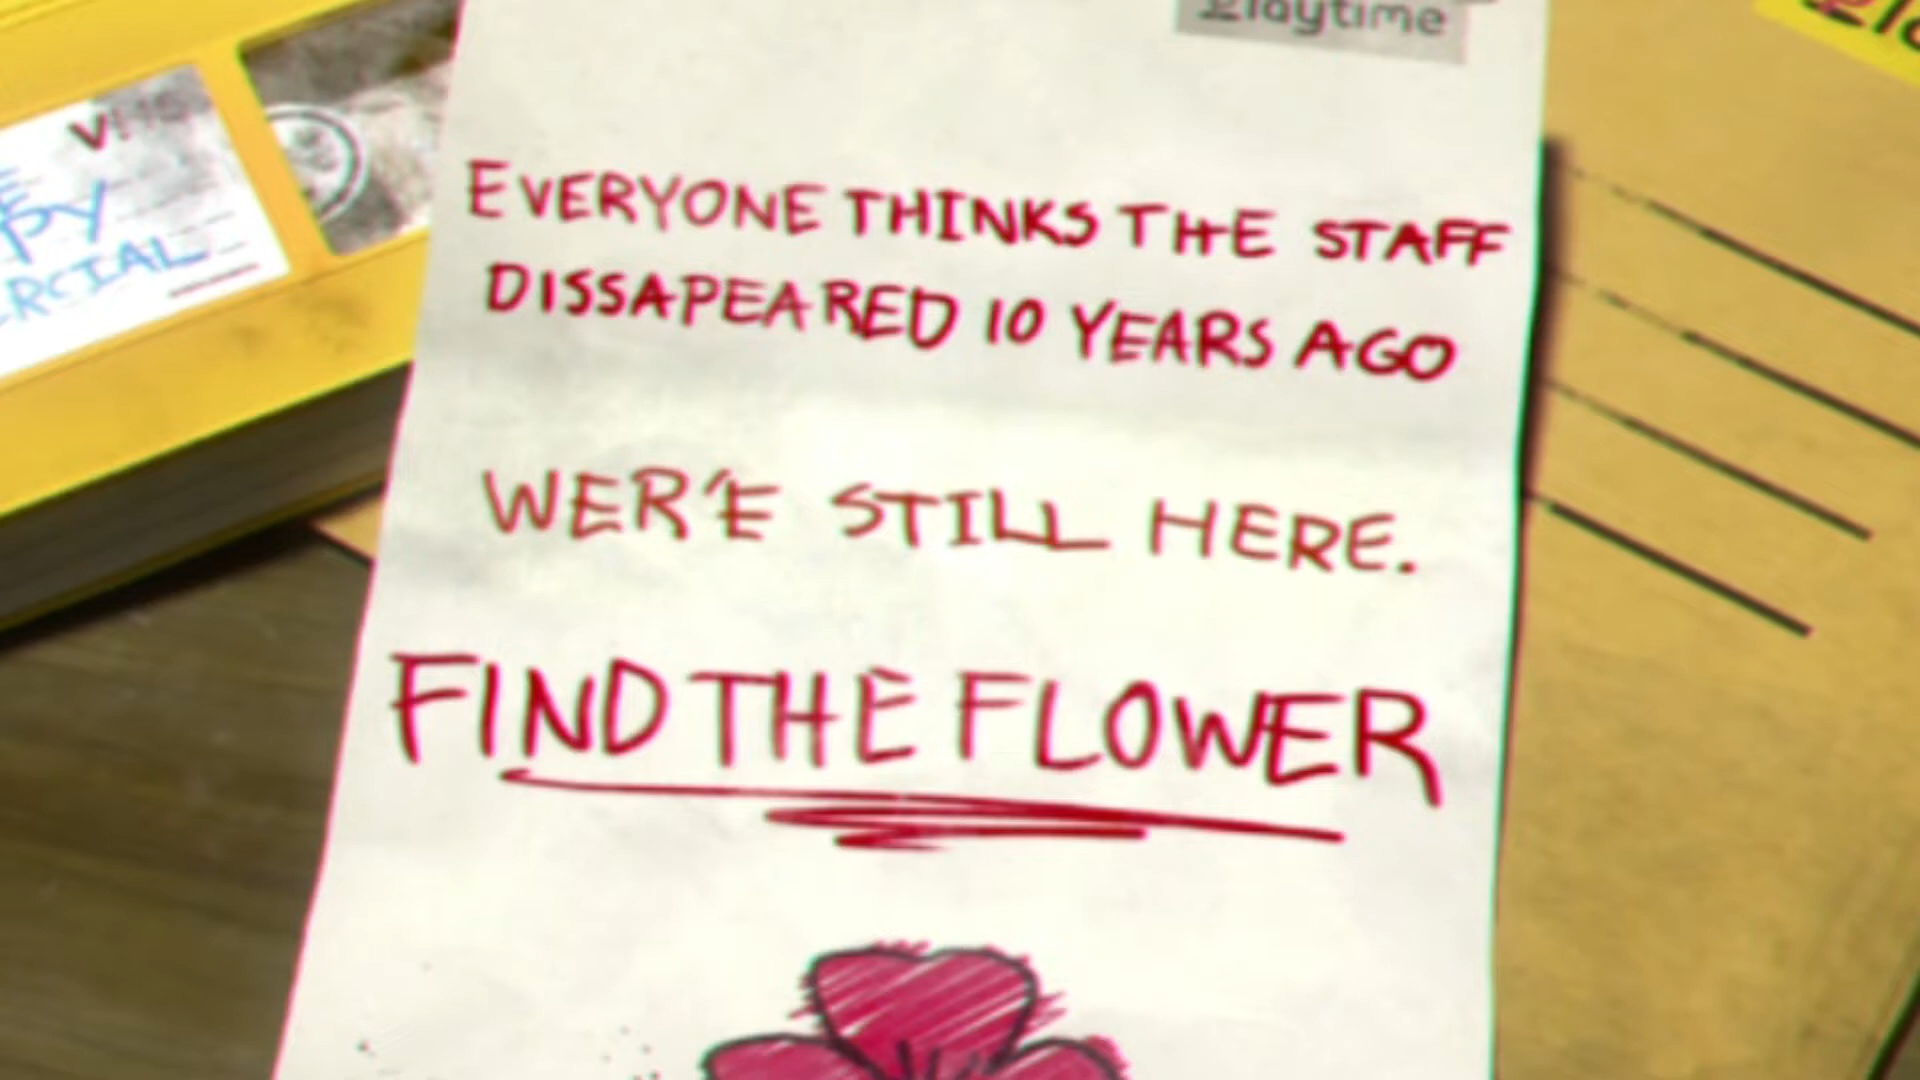 Playtime
EVERYONE THINKS THE STAFF
DISSAPEARED 10 YEARS AGO
WER'E STILL HERE.
FIND THE FLOWER